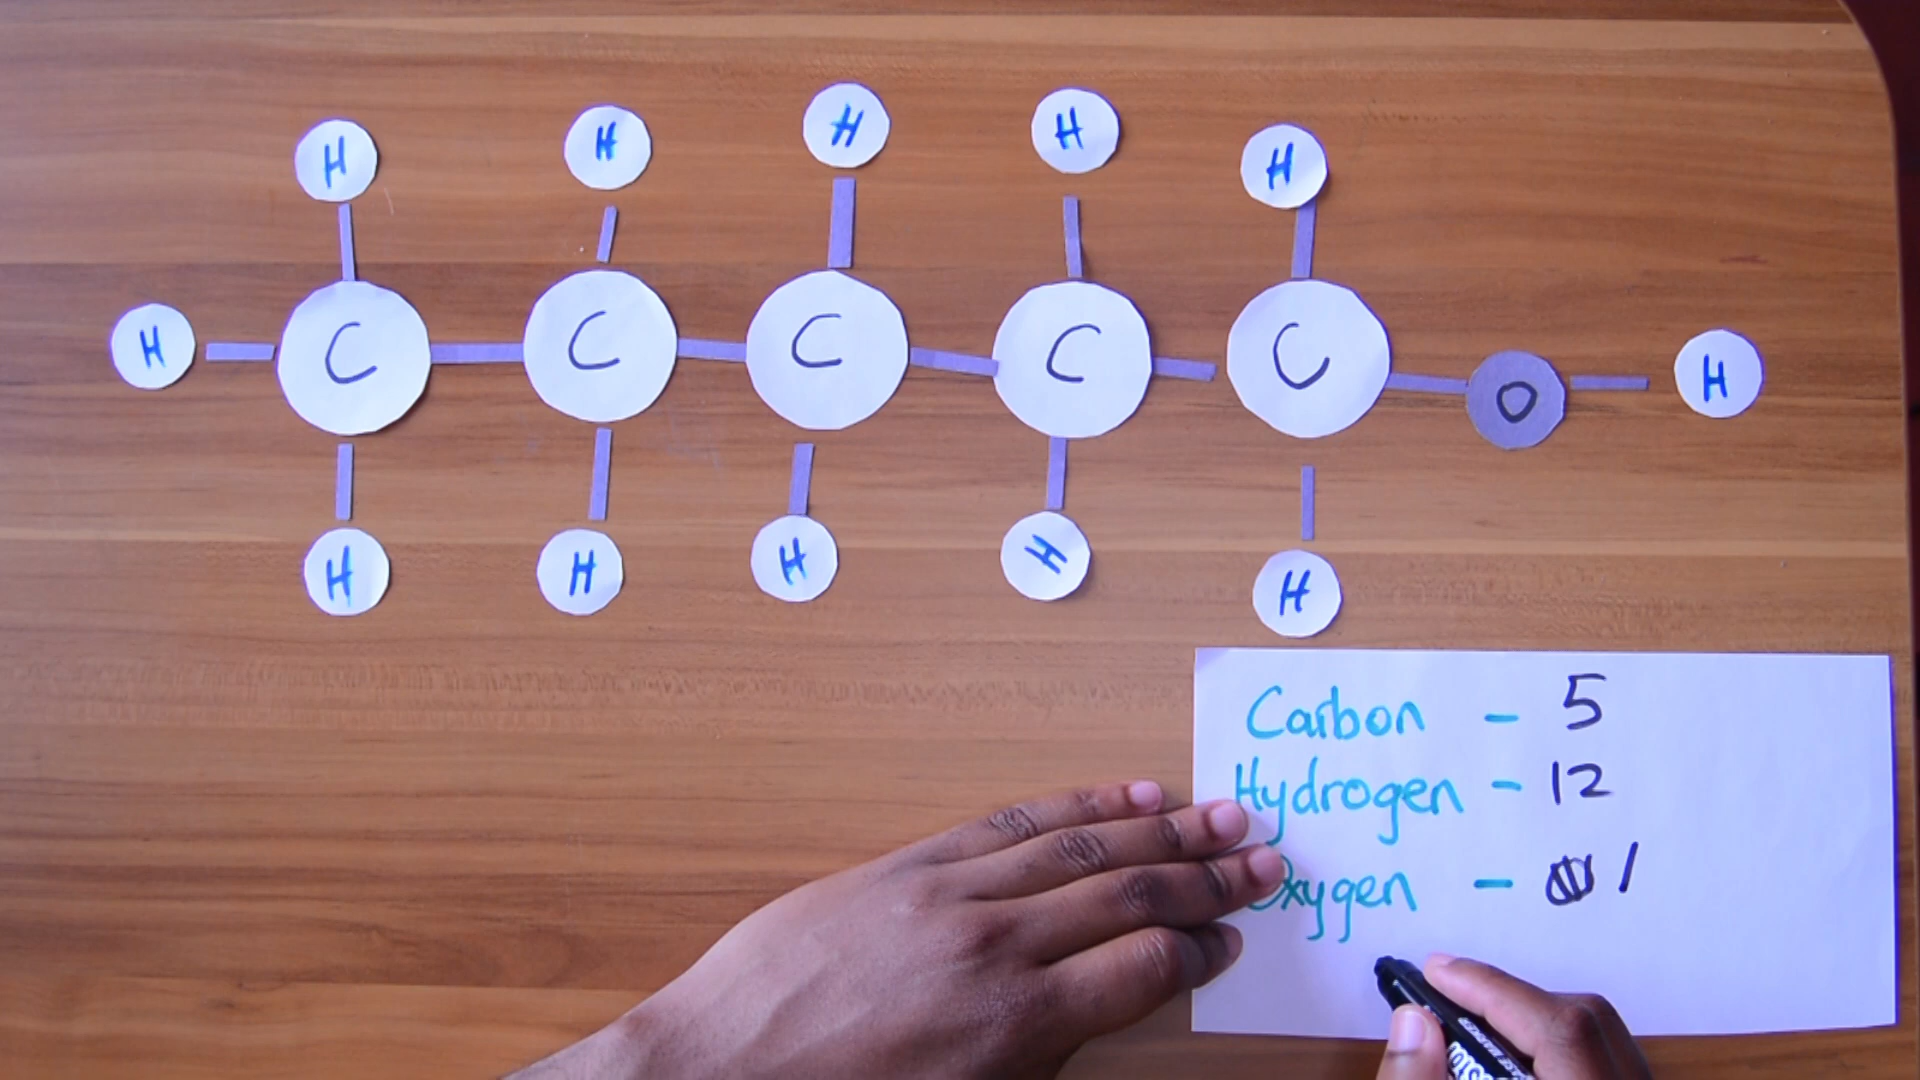 H H H H H
H C C C C C O H
H H H H H
Carbon - 5
Hydrogen - 12
Oxygen - 1